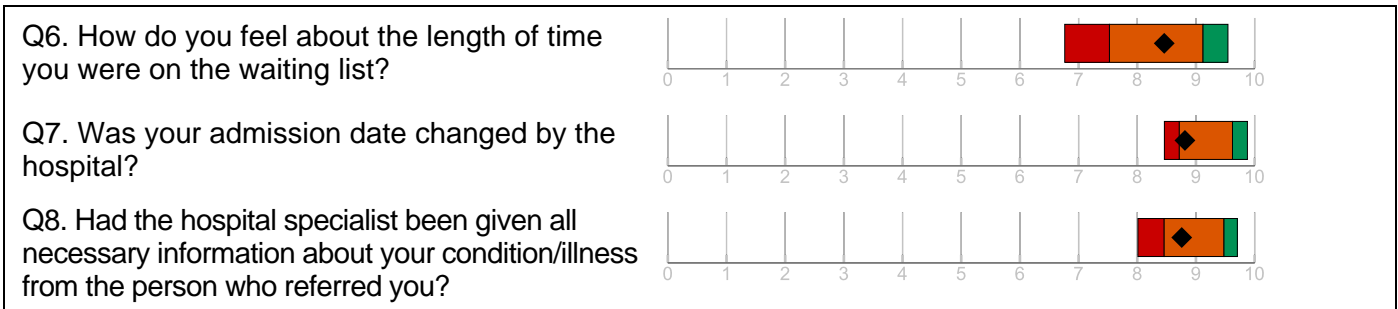 Q6. How do you feel about the length of time
you were on the waiting list?
0 1 2 3 4 5 6 7 8 9 10
Q7. Was your admission date changed by the
hospital?
0 1 2 3 4 5 6 7 8 9 10
Q8. Had the hospital specialist been given all
necessary information about your condition/illness
from the person who referred you?
0 1 2 3 4 5 6 7 8 9 10